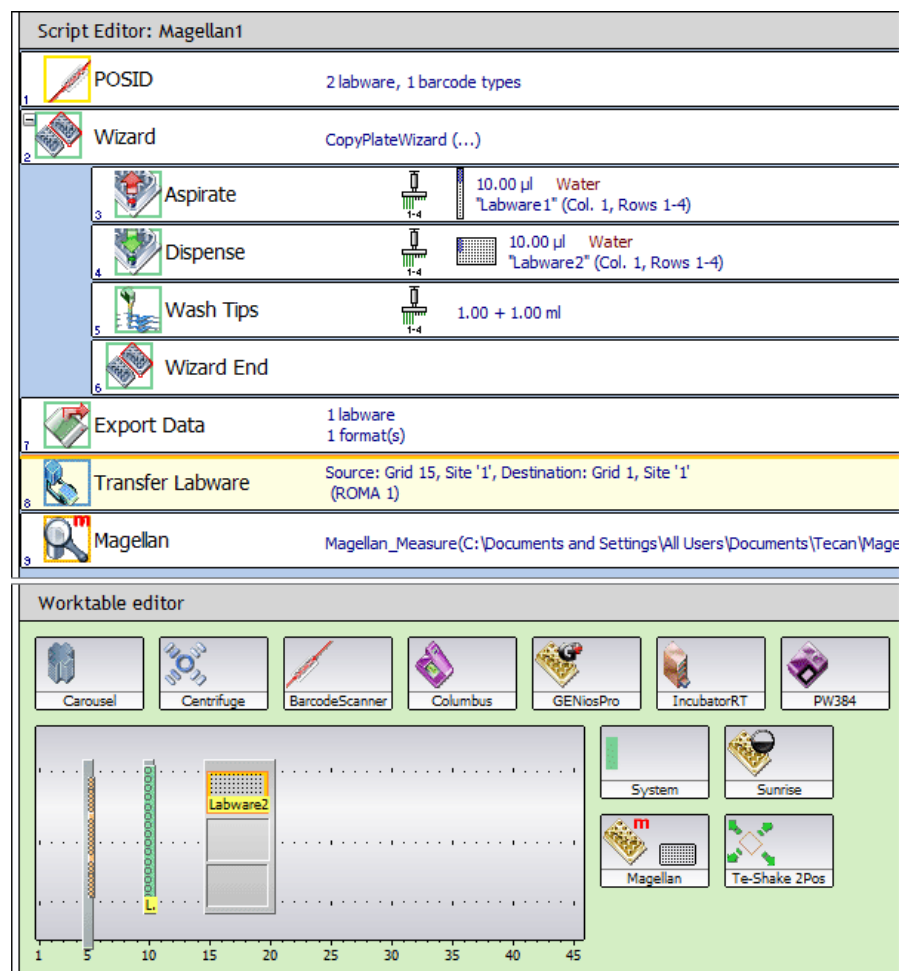 Script Editor: Magellan1
POSID
2 labware, 1 barcode types
1
Wizard
CopyPlateWizard (...)
2
Aspirate
1-4
10.00 µl Water
"Labware1" (Col. 1, Rows 1-4)
3
Dispense
1-4
10.00 µl Water
"Labware2" (Col. 1, Rows 1-4)
4
Wash Tips
1-4
1.00 + 1.00 ml
5
Wizard End
6
Export Data
1 labware
1 format(s)
7
Transfer Labware
Source: Grid 15, Site '1', Destination: Grid 1, Site '1'
(ROMA 1)
8
m
Magellan
Magellan_Measure(C:\Documents and Settings\All Users\Documents\Tecan\Mage
9
Worktable editor
Carousel
Centrifuge
BarcodeScanner
Columbus
G
GENiosPro
IncubatorRT
PW384
Labware2
L.
System
Sunrise
m
Magellan
Te-Shake 2Pos
1 5 10 15 20 25 30 35 40 45